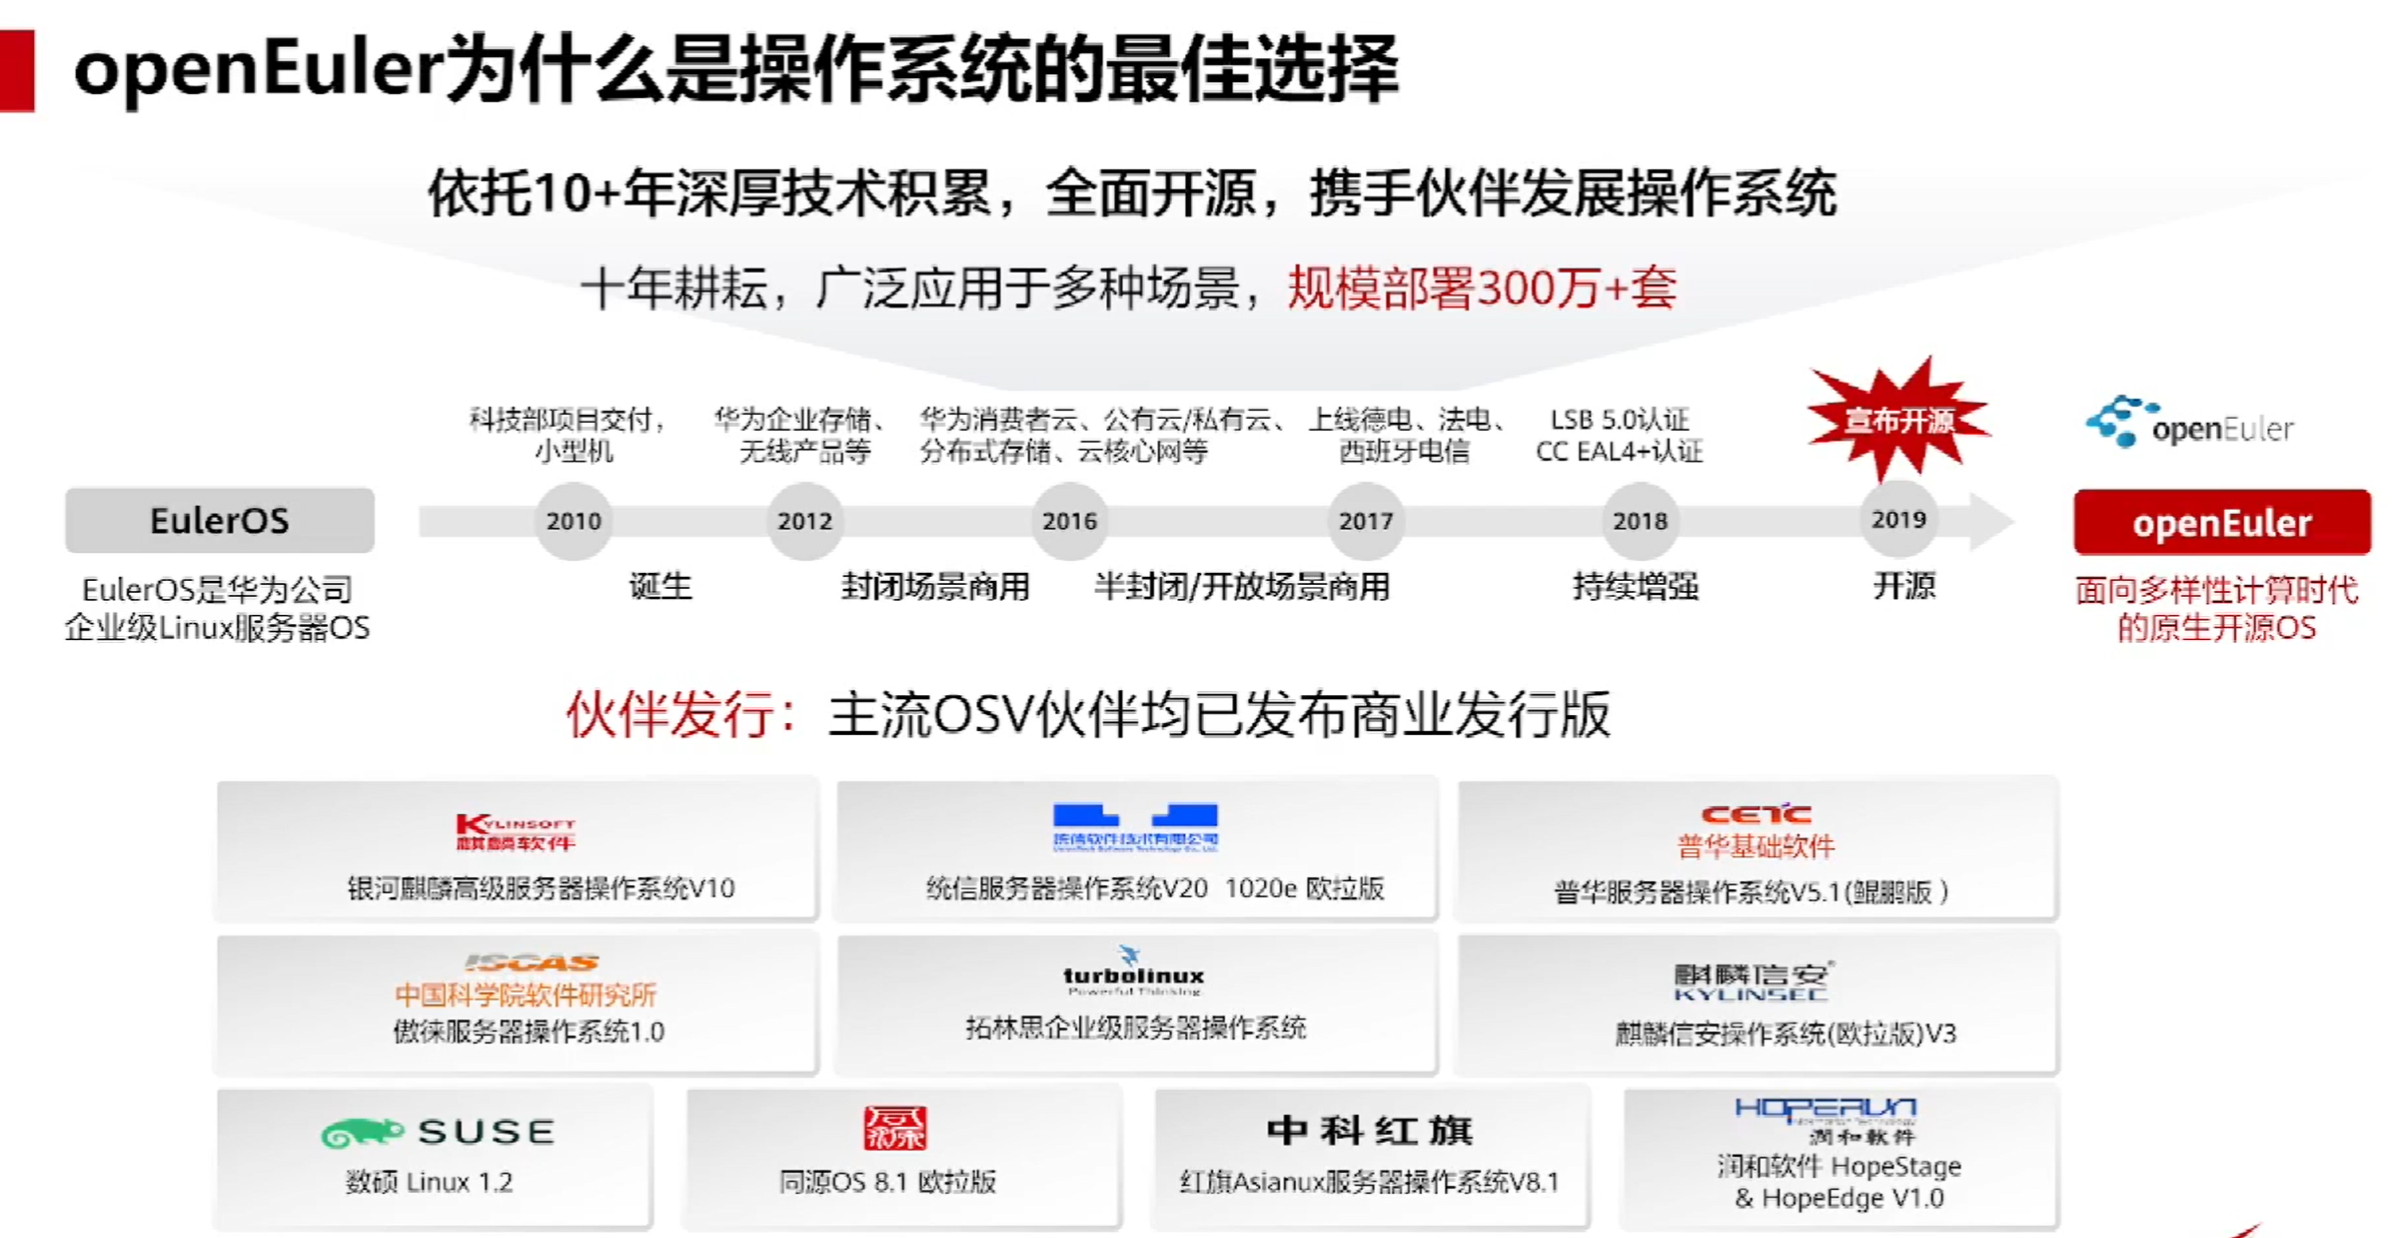 openEuler为什么是操作系统的最佳选择
依托10+年深厚技术积累，全面开源，携手伙伴发展操作系统
十年耕耘，广泛应用于多种场景，规模部署300万+套
科技部项目交付，
小型机
华为企业存储、
无线产品等
华为消费者云、公有云/私有云、
分布式存储、云核心网等
上线德电、法电、
西班牙电信
LSB 5.0认证
CC EAL4+认证
宣布开源
openEuler
EulerOS
2010
2012
2016
2017
2018
2019
openEuler
EulerOS是华为公司
企业级Linux服务器OS
诞生
封闭场景商用
半封闭/开放场景商用
持续增强
开源
面向多样性计算时代
的原生开源OS
伙伴发行：主流OSV伙伴均已发布商业发行版
KYLINSOFT
麒麟软件
银河麒麟高级服务器操作系统V10
统信软件技术有限公司
UnionTech Software Technology Co., Ltd.
统信服务器操作系统V20 1020e 欧拉版
CETC
普华基础软件
普华服务器操作系统V5.1(鲲鹏版 )
ISCAS
中国科学院软件研究所
傲徕服务器操作系统1.0
turbolinux
Powerful Thinking
拓林思企业级服务器操作系统
麒麟信安®
KYLINSEC
麒麟信安操作系统(欧拉版)V3
SUSE
数硕 Linux 1.2
同源OS 8.1 欧拉版
中科红旗
红旗Asianux服务器操作系统V8.1
HOPERUN
润和软件
润和软件 HopeStage
& HopeEdge V1.0